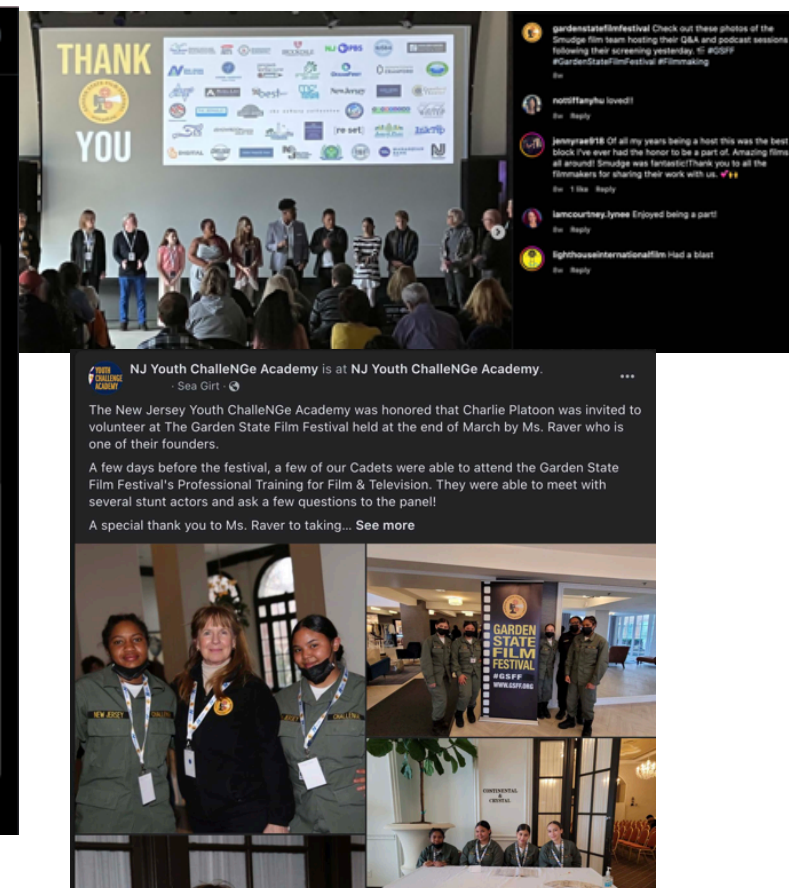 THANK
YOU
NJ PBS
best
New Jersey
[re set]
DIGITAL
gardenstatefilmfestival Check out these photos of the
Smudge film team hosting their Q&A and podcast sessions
following their screening yesterday. #GSFF
#GardenStateFilmFestival #Filmmaking
8w
nottiffanyhu loved!!
8w Reply
jennyrae918 Of all my years being a host this was the best
block I've ever had the honor to be a part of. Amazing films
all around! Smudge was fantastic!Thank you to all the
filmmakers for sharing their work with us. 💕🙌
8w 1 like Reply
iamcourtney.lynee Enjoyed being a part!
8w Reply
lighthouseinternationalfilm Had a blast
8w Reply
YOUTH
CHALLENGE
ACADEMY
NJ Youth ChalleNGe Academy is at NJ Youth ChalleNGe Academy.
· Sea Girt ·
The New Jersey Youth ChalleNGe Academy was honored that Charlie Platoon was invited to
volunteer at The Garden State Film Festival held at the end of March by Ms. Raver who is
one of their founders.
A few days before the festival, a few of our Cadets were able to attend the Garden State
Film Festival's Professional Training for Film & Television. They were able to meet with
several stunt actors and ask a few questions to the panel!
A special thank you to Ms. Raver to taking... See more
NEW JERSEY
CHALLENGE
GARDEN
STATE
FILM
FESTIVAL
#GSFF
WWW.GSFF.ORG
CONTINENTAL
&
CRYSTAL